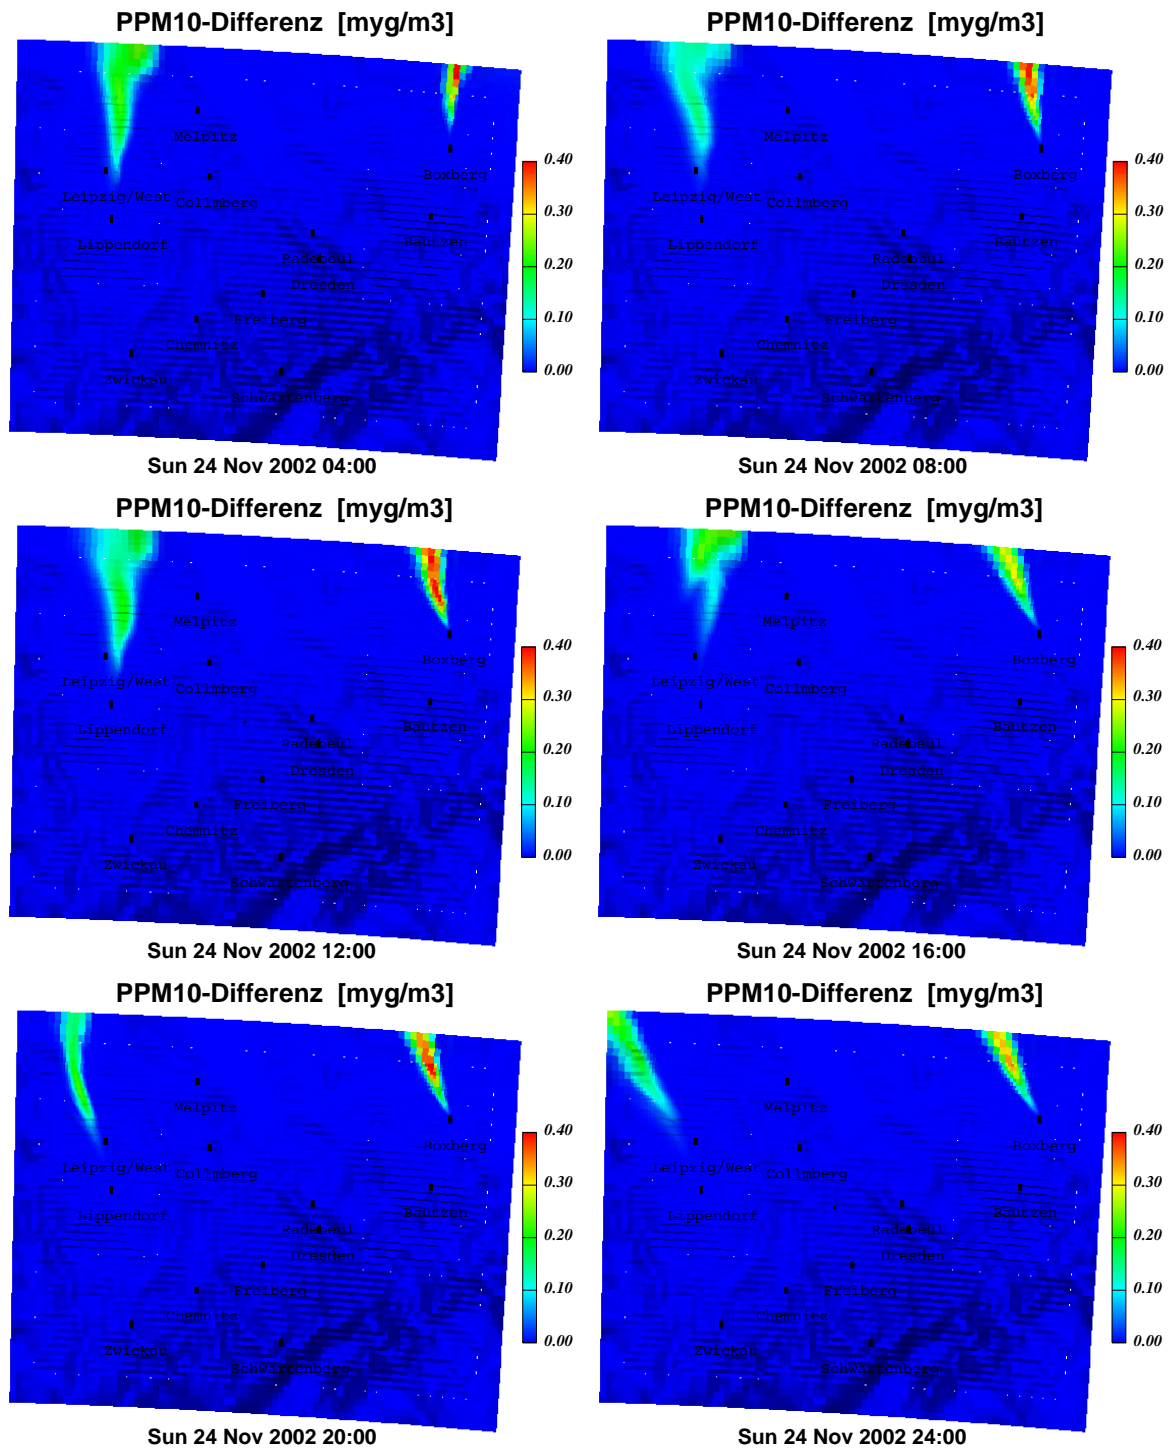 PPM10-Differenz [myg/m3]
Melpitz
Boxberg
Leipzig/West
Collmberg
Lippendorf
Bautzen
Radebeul
Dresden
Freiberg
Chemnitz
Zwickau
Schwartenberg
0.40
0.30
0.20
0.10
0.00
Sun 24 Nov 2002 04:00
PPM10-Differenz [myg/m3]
Melpitz
Boxberg
Leipzig/West
Collmberg
Lippendorf
Bautzen
Radebeul
Dresden
Freiberg
Chemnitz
Zwickau
Schwartenberg
0.40
0.30
0.20
0.10
0.00
Sun 24 Nov 2002 08:00
PPM10-Differenz [myg/m3]
Melpitz
Boxberg
Leipzig/West
Collmberg
Lippendorf
Bautzen
Radebeul
Dresden
Freiberg
Chemnitz
Zwickau
Schwartenberg
0.40
0.30
0.20
0.10
0.00
Sun 24 Nov 2002 12:00
PPM10-Differenz [myg/m3]
Melpitz
Boxberg
Leipzig/West
Collmberg
Lippendorf
Bautzen
Radebeul
Dresden
Freiberg
Chemnitz
Zwickau
Schwartenberg
0.40
0.30
0.20
0.10
0.00
Sun 24 Nov 2002 16:00
PPM10-Differenz [myg/m3]
Melpitz
Boxberg
Leipzig/West
Collmberg
Lippendorf
Bautzen
Radebeul
Dresden
Freiberg
Chemnitz
Zwickau
Schwartenberg
0.40
0.30
0.20
0.10
0.00
Sun 24 Nov 2002 20:00
PPM10-Differenz [myg/m3]
Melpitz
Boxberg
Leipzig/West
Collmberg
Lippendorf
Bautzen
Radebeul
Dresden
Freiberg
Chemnitz
Zwickau
Schwartenberg
0.40
0.30
0.20
0.10
0.00
Sun 24 Nov 2002 24:00